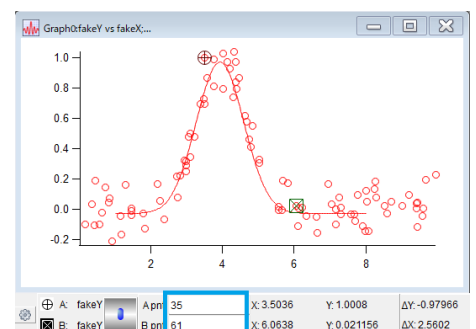 Graph0:fakeY vs fakeX;...
1.0
0.8
0.6
0.4
0.2
0.0
-0.2
2 4 6 8
A: fakeY A pnt 35 X: 3.5036 Y: 1.0008 ΔY: -0.97966
B: fakeY B pnt 61 X: 6.0638 Y: 0.021156 ΔX: 2.5602